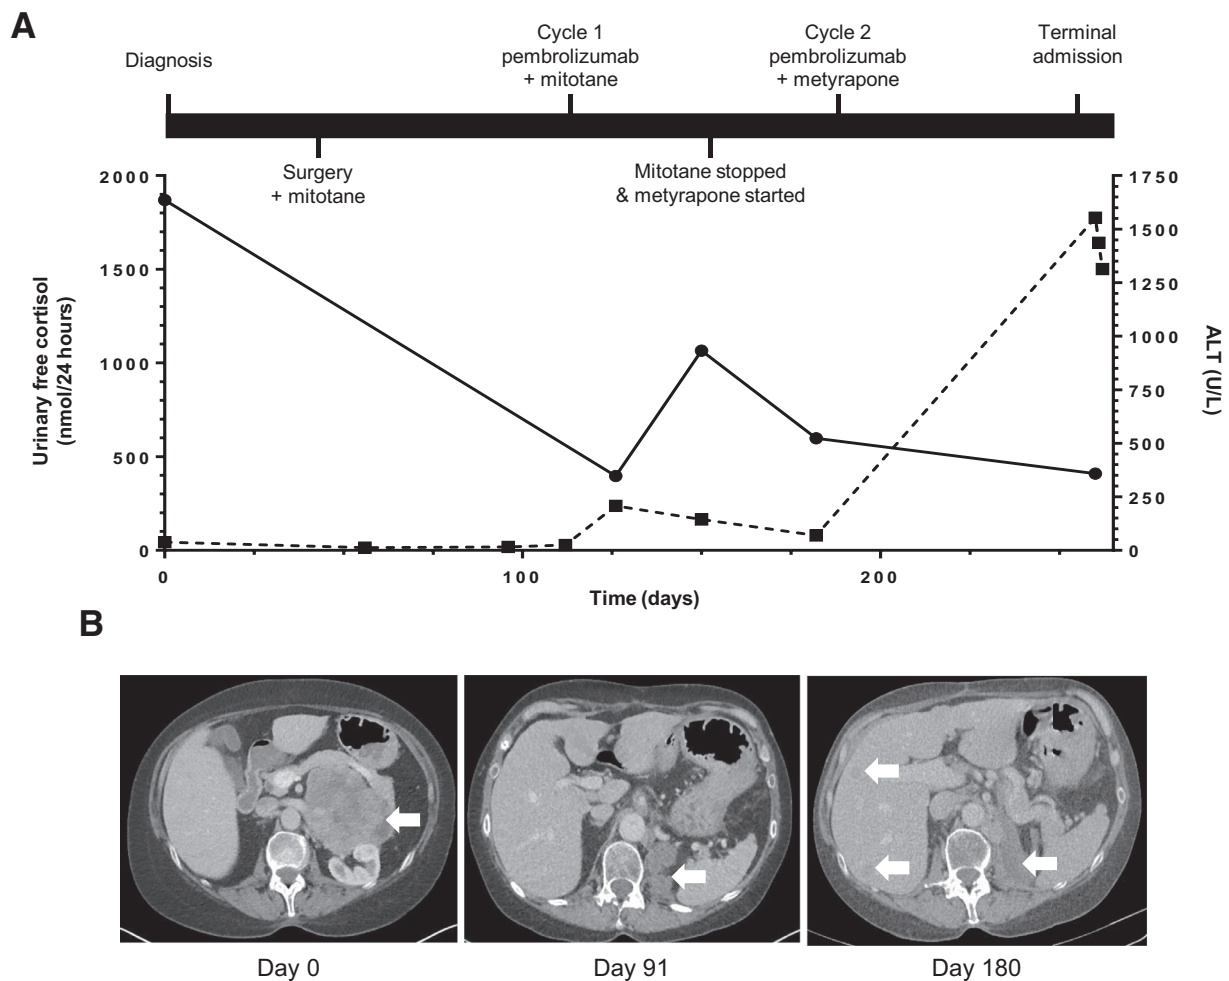 A
Diagnosis
Cycle 1
pembrolizumab
+ mitotane
Cycle 2
pembrolizumab
+ metyrapone
Terminal
admission
Surgery
+ mitotane
Mitotane stopped
& metyrapone started
Urinary free cortisol
(nmol/24 hours)
2000
1500
1000
500
0
1750
1500
1250
1000
750
500
250
0
ALT (U/L)
0
100
200
Time (days)
B
Day 0
Day 91
Day 180